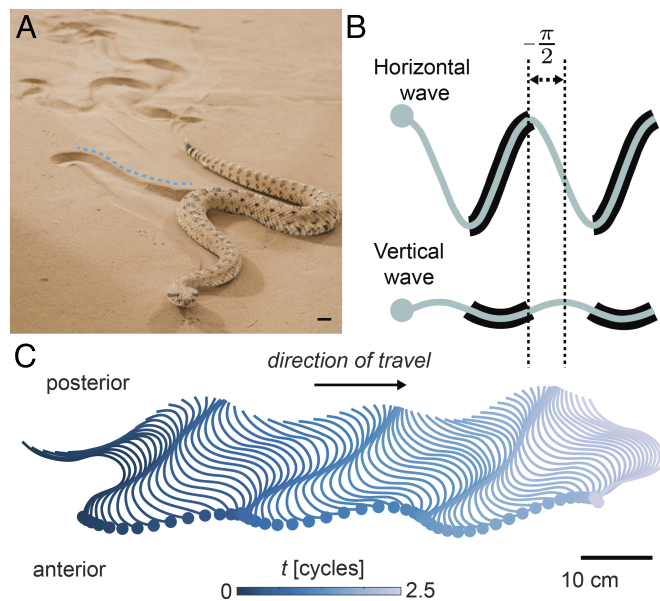 A
B
-π/2
Horizontal
wave
Vertical
wave
C
direction of travel
posterior
anterior
t [cycles]
0
2.5
10 cm